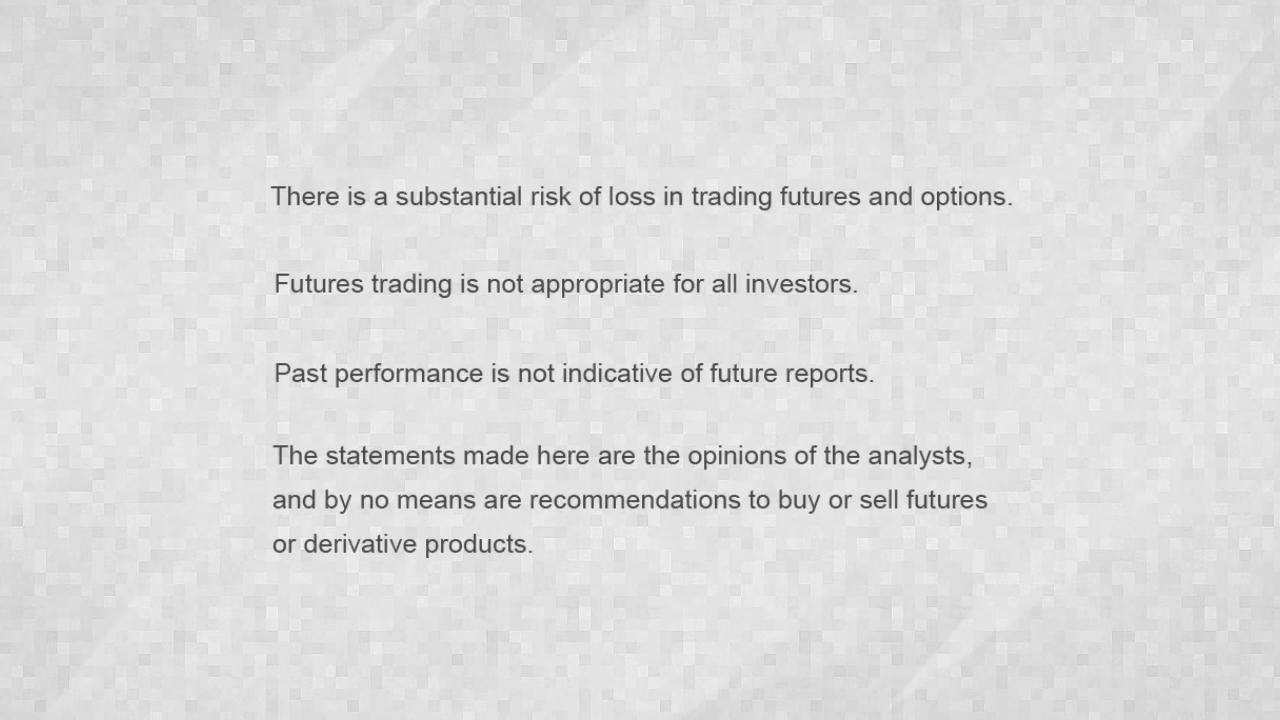 There is a substantial risk of loss in trading futures and options.
Futures trading is not appropriate for all investors.
Past performance is not indicative of future reports.
The statements made here are the opinions of the analysts,
and by no means are recommendations to buy or sell futures
or derivative products.